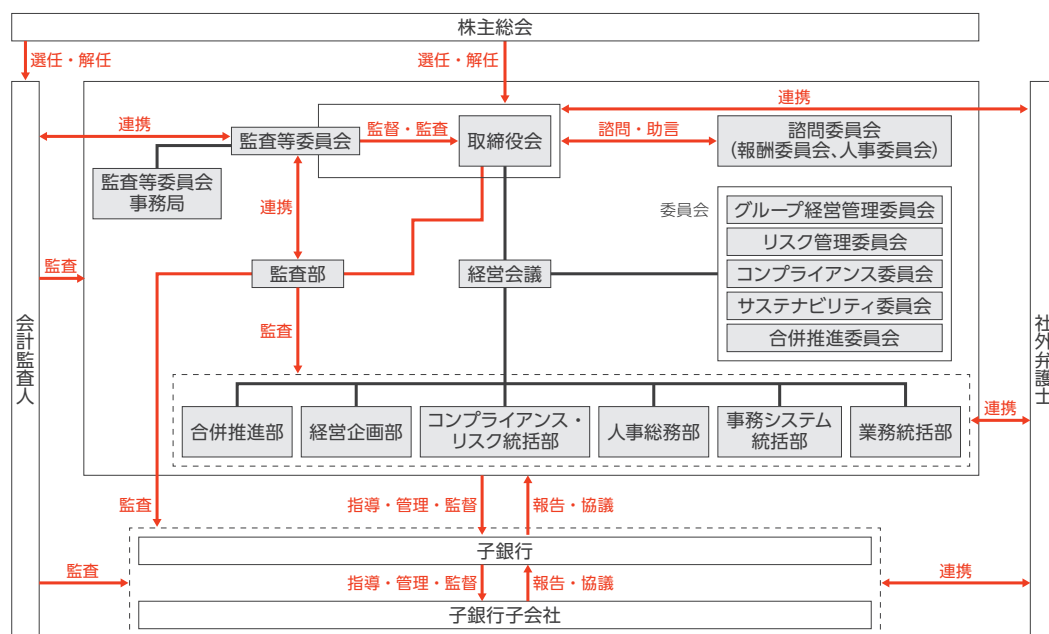 株主総会
選任・解任
選任・解任
連携
連携
監査等委員会
監督・監査
取締役会
諮問・助言
諮問委員会
(報酬委員会、人事委員会)
監査等委員会
事務局
連携
委員会
グループ経営管理委員会
リスク管理委員会
コンプライアンス委員会
サステナビリティ委員会
合併推進委員会
監査
監査部
経営会議
監査
会計監査人
社外弁護士
合併推進部
経営企画部
コンプライアンス・
リスク統括部
人事総務部
事務システム
統括部
業務統括部
連携
監査
指導・管理・監督
報告・協議
子銀行
監査
指導・管理・監督
報告・協議
連携
子銀行子会社